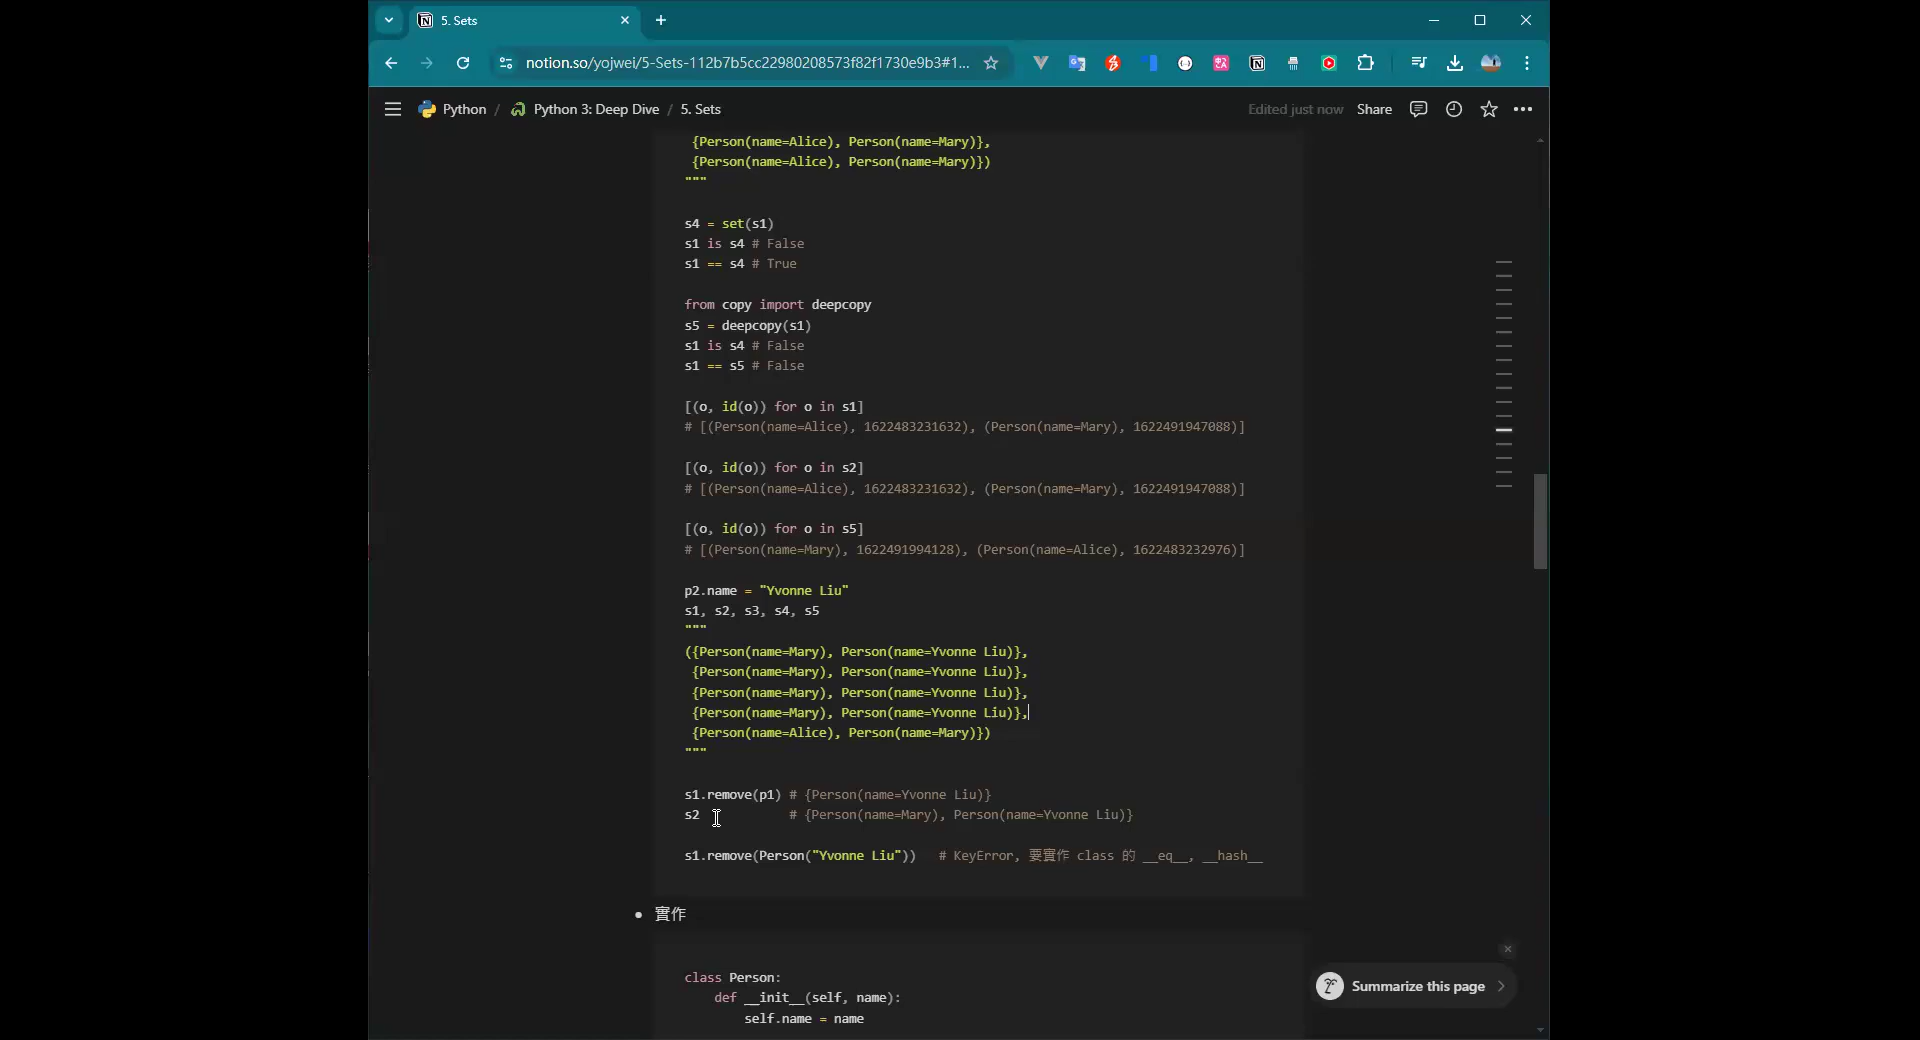 5. Sets
notion.so/yojwei/5-Sets-112b7b5cc22980208573f82f1730e9b3#1...
Python / Python 3: Deep Dive / 5. Sets
Edited just now Share
{Person(name=Alice), Person(name=Mary)},
{Person(name=Alice), Person(name=Mary)})
"""
s4 = set(s1)
s1 is s4 # False
s1 == s4 # True
from copy import deepcopy
s5 = deepcopy(s1)
s1 is s4 # False
s1 == s5 # False
[(o, id(o)) for o in s1]
# [(Person(name=Alice), 1622483231632), (Person(name=Mary), 1622491947088)]
[(o, id(o)) for o in s2]
# [(Person(name=Alice), 1622483231632), (Person(name=Mary), 1622491947088)]
[(o, id(o)) for o in s5]
# [(Person(name=Mary), 1622491994128), (Person(name=Alice), 1622483232976)]
p2.name = "Yvonne Liu"
s1, s2, s3, s4, s5
"""
({Person(name=Mary), Person(name=Yvonne Liu)},
{Person(name=Mary), Person(name=Yvonne Liu)},
{Person(name=Mary), Person(name=Yvonne Liu)},
{Person(name=Mary), Person(name=Yvonne Liu)},
{Person(name=Alice), Person(name=Mary)})
"""
s1.remove(p1) # {Person(name=Yvonne Liu)}
s2 # {Person(name=Mary), Person(name=Yvonne Liu)}
s1.remove(Person("Yvonne Liu")) # KeyError, 要實作 class 的 __eq__, __hash__
• 實作
class Person:
def __init__(self, name):
self.name = name
Summarize this page